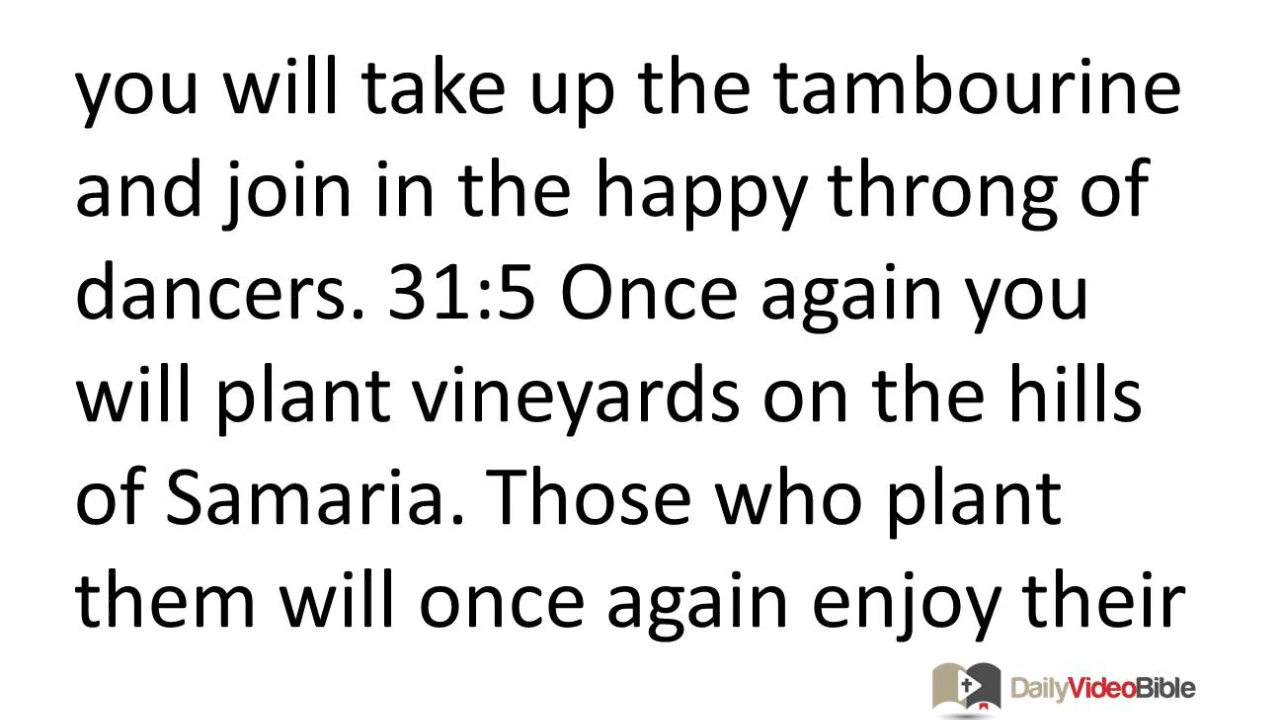 you will take up the tambourine
and join in the happy throng of
dancers. 31:5 Once again you
will plant vineyards on the hills
of Samaria. Those who plant
them will once again enjoy their
DailyVideoBible